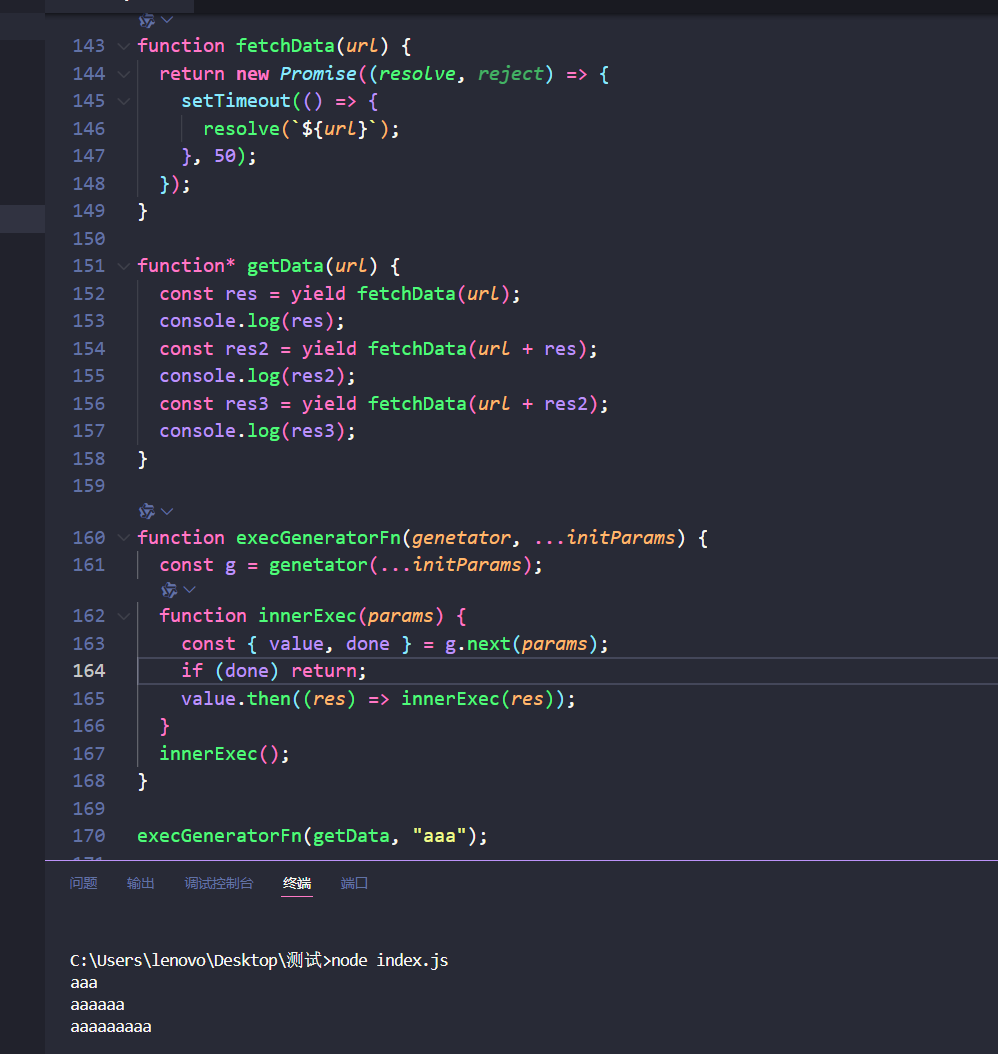 143 function fetchData(url) {
144   return new Promise((resolve, reject) => {
145     setTimeout(() => {
146       resolve(`${url}`);
147     }, 50);
148   });
149 }
150
151 function* getData(url) {
152   const res = yield fetchData(url);
153   console.log(res);
154   const res2 = yield fetchData(url + res);
155   console.log(res2);
156   const res3 = yield fetchData(url + res2);
157   console.log(res3);
158 }
159
160 function execGeneratorFn(genetator, ...initParams) {
161   const g = genetator(...initParams);
162   function innerExec(params) {
163     const { value, done } = g.next(params);
164     if (done) return;
165     value.then((res) => innerExec(res));
166   }
167   innerExec();
168 }
169
170 execGeneratorFn(getData, "aaa");
171
问题 输出 调试控制台 终端 端口
C:\Users\lenovo\Desktop\测试>node index.js
aaa
aaaaaa
aaaaaaaaa